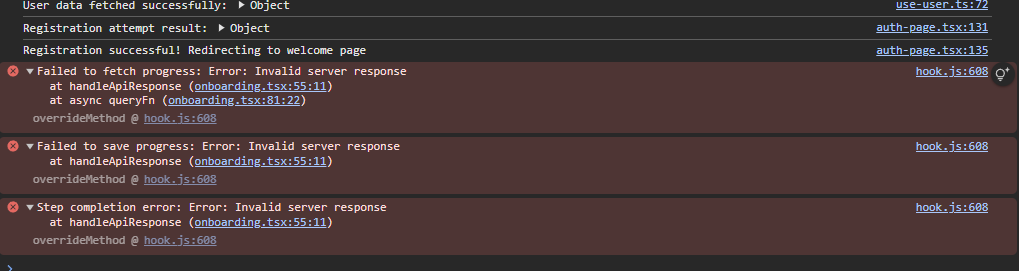 User data fetched successfully: ▶ Object use-user.ts:72
Registration attempt result: ▶ Object auth-page.tsx:131
Registration successful! Redirecting to welcome page auth-page.tsx:135
▼Failed to fetch progress: Error: Invalid server response hook.js:608
at handleApiResponse (onboarding.tsx:55:11)
at async queryFn (onboarding.tsx:81:22)
overrideMethod @ hook.js:608
▼Failed to save progress: Error: Invalid server response hook.js:608
at handleApiResponse (onboarding.tsx:55:11)
overrideMethod @ hook.js:608
▼Step completion error: Error: Invalid server response hook.js:608
at handleApiResponse (onboarding.tsx:55:11)
overrideMethod @ hook.js:608